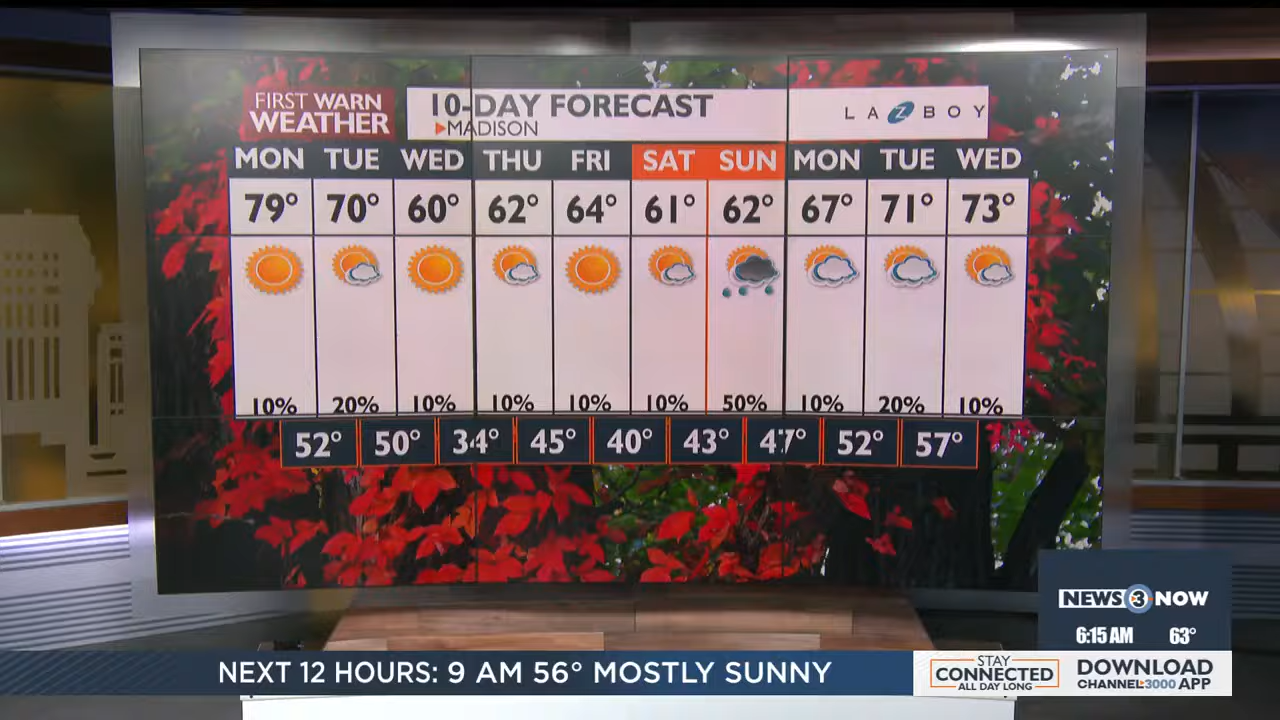 FIRST WARN
WEATHER
10-DAY FORECAST
MADISON
LA Z BOY
MON TUE WED THU FRI SAT SUN MON TUE WED
79° 70° 60° 62° 64° 61° 62° 67° 71° 73°
10% 20% 10% 10% 10% 10% 50% 10% 20% 10%
52° 50° 34° 45° 40° 43° 47° 52° 57°
NEWS 3 NOW
6:15 AM 63°
NEXT 12 HOURS: 9 AM 56° MOSTLY SUNNY
STAY
CONNECTED
ALL DAY LONG
DOWNLOAD
CHANNEL3000 APP